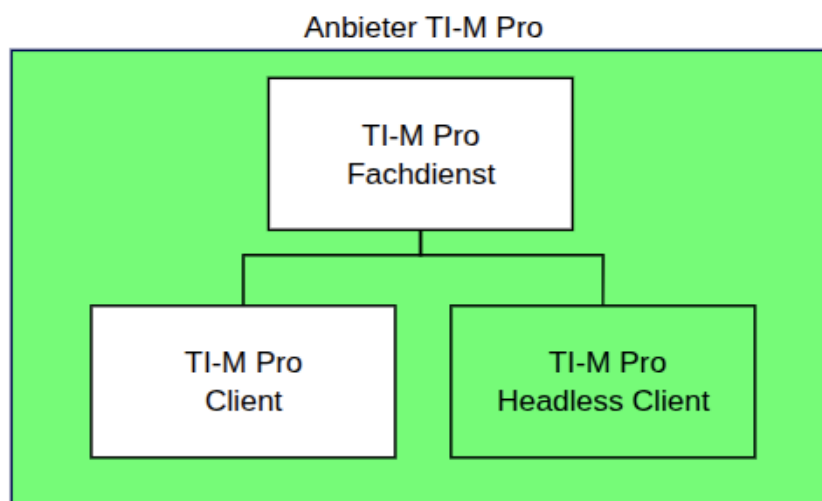 Anbieter TI-M Pro
TI-M Pro
Fachdienst
TI-M Pro
Client
TI-M Pro
Headless Client